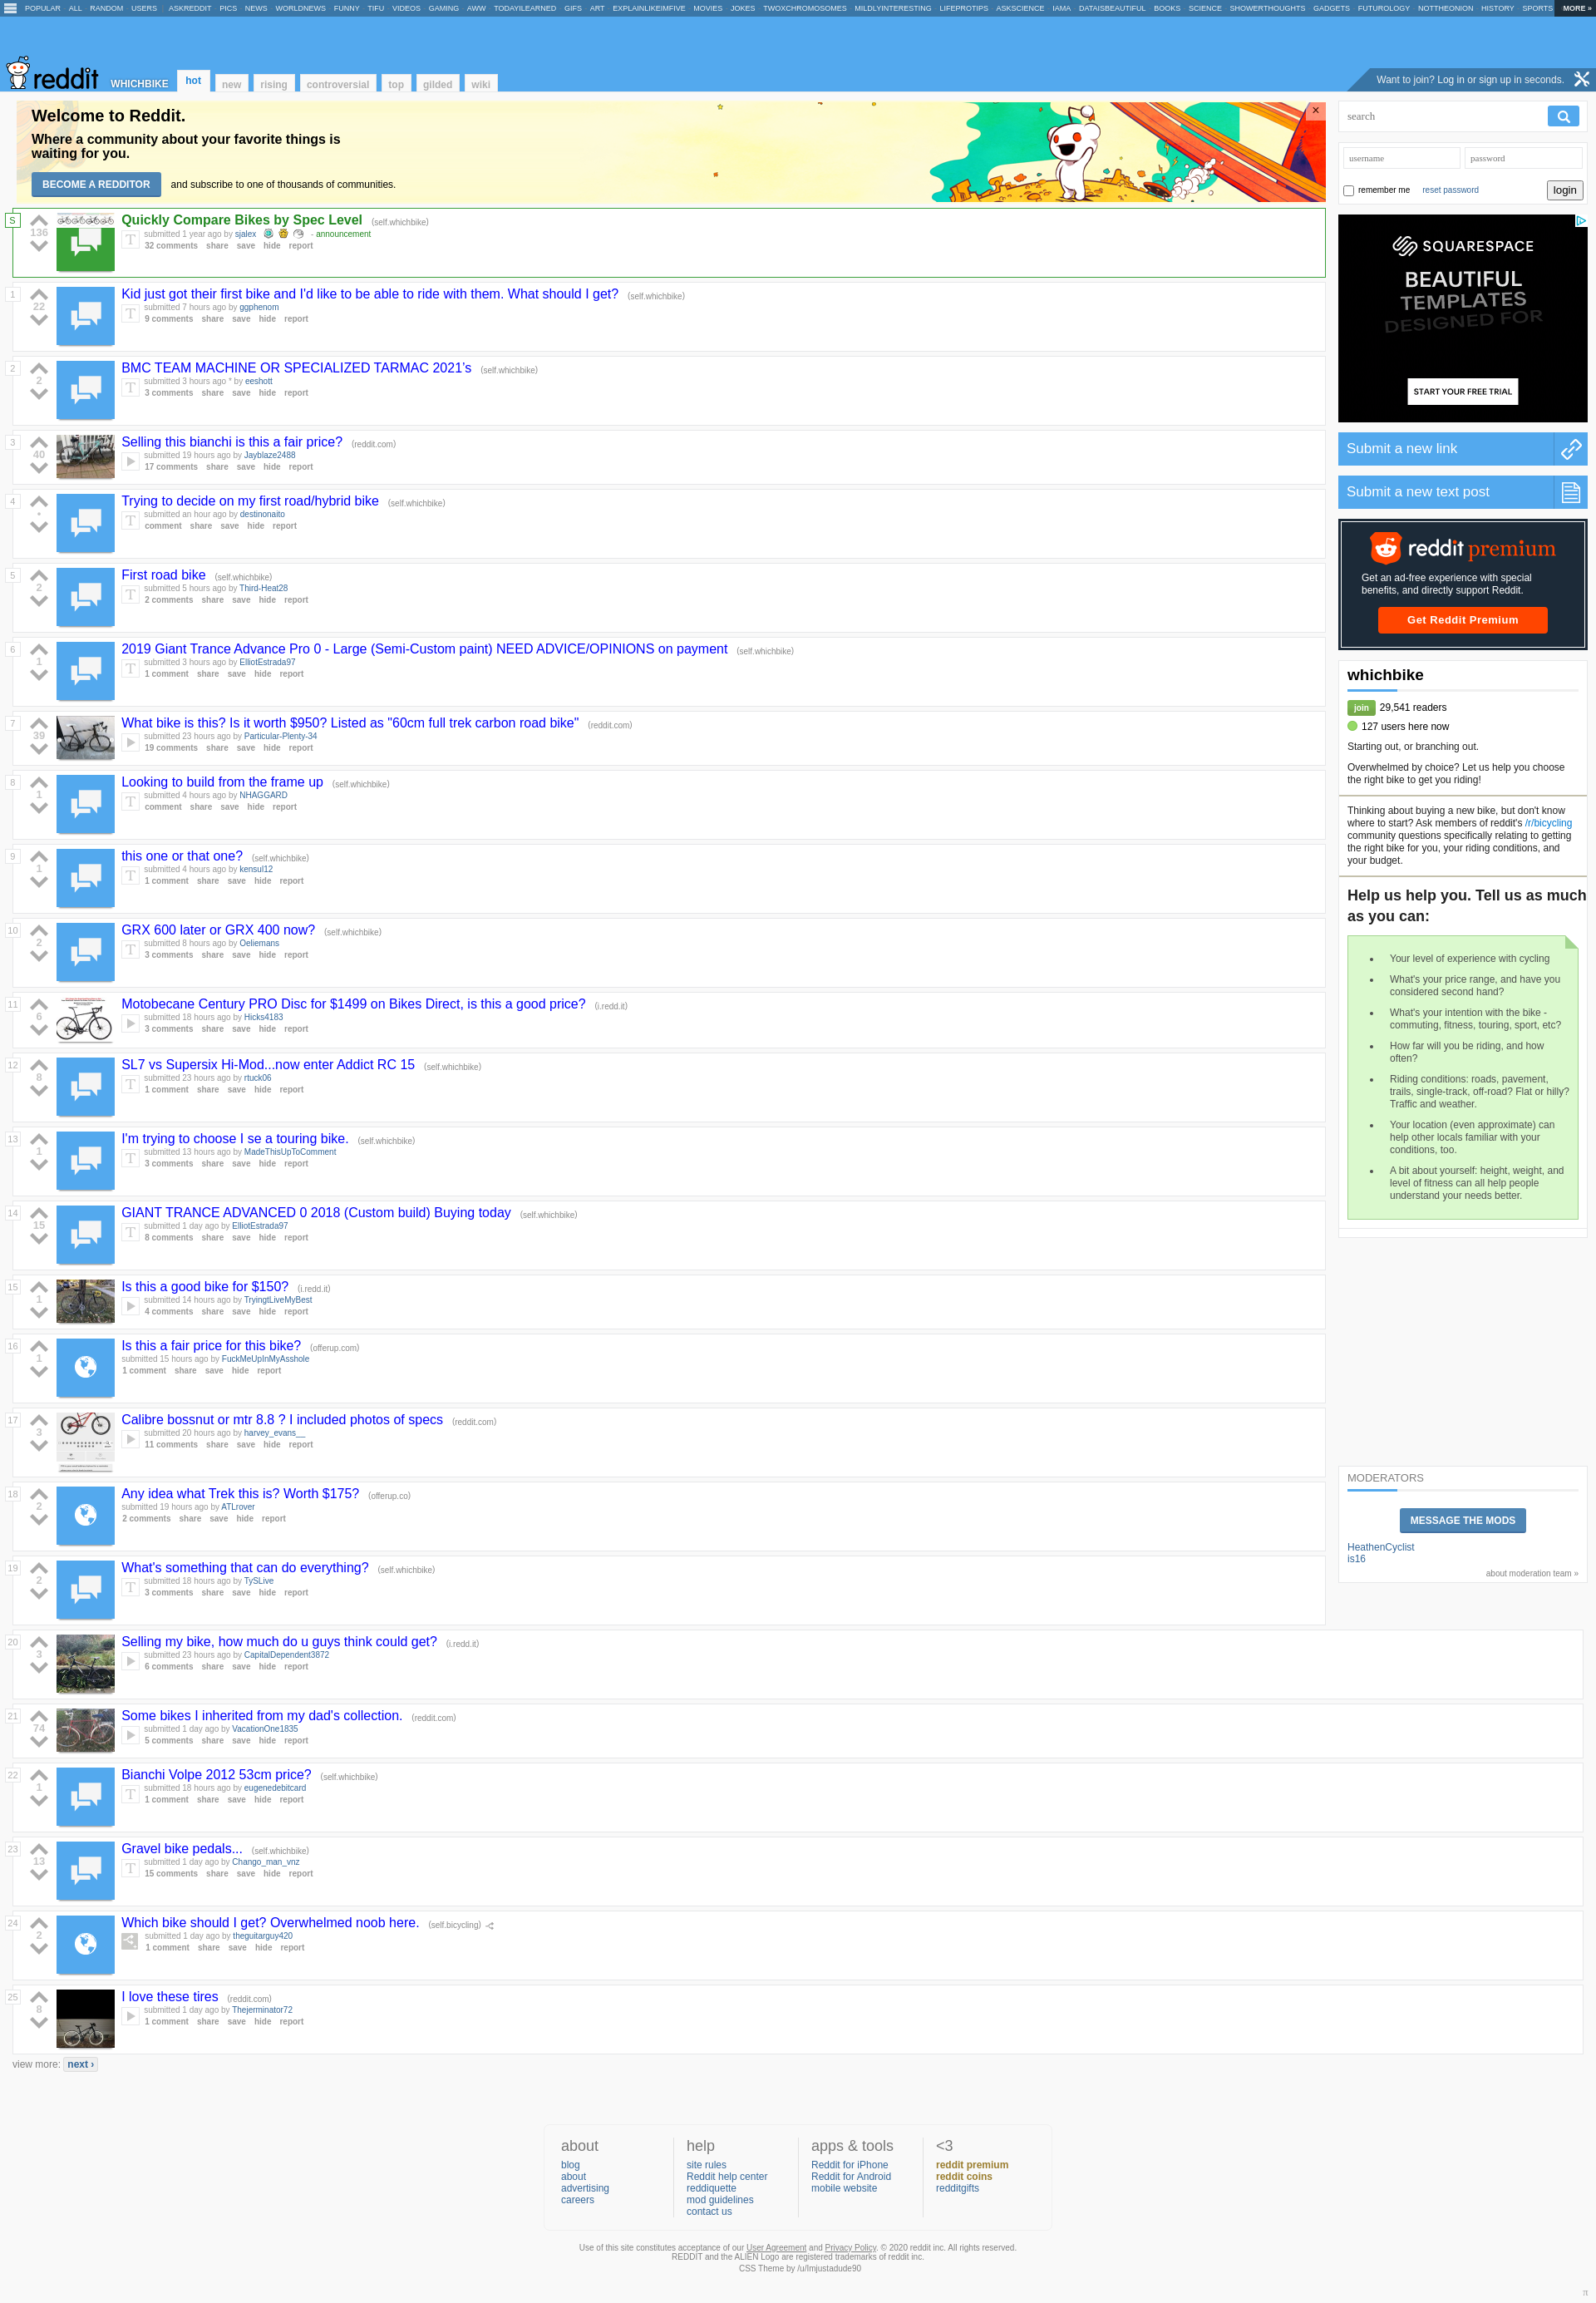 POPULAR ALL RANDOM USERS | ASKREDDIT PICS NEWS WORLDNEWS FUNNY TIFU VIDEOS GAMING AWW TODAYILEARNED GIFS ART EXPLAINLIKEIMFIVE MOVIES JOKES TWOXCHROMOSOMES MILDLYINTERESTING LIFEPROTIPS ASKSCIENCE IAMA DATAISBEAUTIFUL BOOKS SCIENCE SHOWERTHOUGHTS GADGETS FUTUROLOGY NOTTHEONION HISTORY SPORTS MORE »
reddit WHICHBIKE hot new rising controversial top gilded wiki
Want to join? Log in or sign up in seconds.
Welcome to Reddit.
Where a community about your favorite things is
waiting for you.
BECOME A REDDITOR and subscribe to one of thousands of communities.
×
S
136
Quickly Compare Bikes by Spec Level (self.whichbike)
T submitted 1 year ago by sjalex - announcement
32 comments share save hide report
1
22
Kid just got their first bike and I'd like to be able to ride with them. What should I get? (self.whichbike)
T submitted 7 hours ago by ggphenom
9 comments share save hide report
2
2
BMC TEAM MACHINE OR SPECIALIZED TARMAC 2021's (self.whichbike)
T submitted 3 hours ago * by eeshott
3 comments share save hide report
3
40
Selling this bianchi is this a fair price? (reddit.com)
submitted 19 hours ago by Jayblaze2488
17 comments share save hide report
4
•
Trying to decide on my first road/hybrid bike (self.whichbike)
T submitted an hour ago by destinonaito
comment share save hide report
5
2
First road bike (self.whichbike)
T submitted 5 hours ago by Third-Heat28
2 comments share save hide report
6
1
2019 Giant Trance Advance Pro 0 - Large (Semi-Custom paint) NEED ADVICE/OPINIONS on payment (self.whichbike)
T submitted 3 hours ago by ElliotEstrada97
1 comment share save hide report
7
39
What bike is this? Is it worth $950? Listed as "60cm full trek carbon road bike" (reddit.com)
submitted 23 hours ago by Particular-Plenty-34
19 comments share save hide report
8
1
Looking to build from the frame up (self.whichbike)
T submitted 4 hours ago by NHAGGARD
comment share save hide report
9
1
this one or that one? (self.whichbike)
T submitted 4 hours ago by kensul12
1 comment share save hide report
10
2
GRX 600 later or GRX 400 now? (self.whichbike)
T submitted 8 hours ago by Oeliemans
3 comments share save hide report
11
6
Motobecane Century PRO Disc for $1499 on Bikes Direct, is this a good price? (i.redd.it)
submitted 18 hours ago by Hicks4183
3 comments share save hide report
12
8
SL7 vs Supersix Hi-Mod...now enter Addict RC 15 (self.whichbike)
T submitted 23 hours ago by rtuck06
1 comment share save hide report
13
1
I'm trying to choose I se a touring bike. (self.whichbike)
T submitted 13 hours ago by MadeThisUpToComment
3 comments share save hide report
14
15
GIANT TRANCE ADVANCED 0 2018 (Custom build) Buying today (self.whichbike)
T submitted 1 day ago by ElliotEstrada97
8 comments share save hide report
15
1
Is this a good bike for $150? (i.redd.it)
submitted 14 hours ago by TryingtLiveMyBest
4 comments share save hide report
16
1
Is this a fair price for this bike? (offerup.com)
submitted 15 hours ago by FuckMeUpInMyAsshole
1 comment share save hide report
17
3
Calibre bossnut or mtr 8.8 ? I included photos of specs (reddit.com)
submitted 20 hours ago by harvey_evans__
11 comments share save hide report
18
2
Any idea what Trek this is? Worth $175? (offerup.co)
submitted 19 hours ago by ATLrover
2 comments share save hide report
19
2
What's something that can do everything? (self.whichbike)
T submitted 18 hours ago by TySLive
3 comments share save hide report
20
3
Selling my bike, how much do u guys think could get? (i.redd.it)
submitted 23 hours ago by CapitalDependent3872
6 comments share save hide report
21
74
Some bikes I inherited from my dad's collection. (reddit.com)
submitted 1 day ago by VacationOne1835
5 comments share save hide report
22
1
Bianchi Volpe 2012 53cm price? (self.whichbike)
T submitted 18 hours ago by eugenedebitcard
1 comment share save hide report
23
13
Gravel bike pedals... (self.whichbike)
T submitted 1 day ago by Chango_man_vnz
15 comments share save hide report
24
2
Which bike should I get? Overwhelmed noob here. (self.bicycling)
submitted 1 day ago by theguitarguy420
1 comment share save hide report
25
8
I love these tires (reddit.com)
submitted 1 day ago by Thejerminator72
1 comment share save hide report
view more: next ›
search
username password
remember me reset password login
SQUARESPACE
BEAUTIFUL
TEMPLATES
DESIGNED FOR
START YOUR FREE TRIAL
Submit a new link
Submit a new text post
reddit premium
Get an ad-free experience with special
benefits, and directly support Reddit.
Get Reddit Premium
whichbike
join 29,541 readers
127 users here now
Starting out, or branching out.
Overwhelmed by choice? Let us help you choose
the right bike to get you riding!
Thinking about buying a new bike, but don't know
where to start? Ask members of reddit's /r/bicycling
community questions specifically relating to getting
the right bike for you, your riding conditions, and
your budget.
Help us help you. Tell us as much
as you can:
• Your level of experience with cycling
• What's your price range, and have you
considered second hand?
• What's your intention with the bike -
commuting, fitness, touring, sport, etc?
• How far will you be riding, and how
often?
• Riding conditions: roads, pavement,
trails, single-track, off-road? Flat or hilly?
Traffic and weather.
• Your location (even approximate) can
help other locals familiar with your
conditions, too.
• A bit about yourself: height, weight, and
level of fitness can all help people
understand your needs better.
MODERATORS
MESSAGE THE MODS
HeathenCyclist
is16
about moderation team »
about
blog
about
advertising
careers
help
site rules
Reddit help center
reddiquette
mod guidelines
contact us
apps & tools
Reddit for iPhone
Reddit for Android
mobile website
<3
reddit premium
reddit coins
redditgifts
Use of this site constitutes acceptance of our User Agreement and Privacy Policy. © 2020 reddit inc. All rights reserved.
REDDIT and the ALIEN Logo are registered trademarks of reddit inc.
CSS Theme by /u/Imjustadude90
π